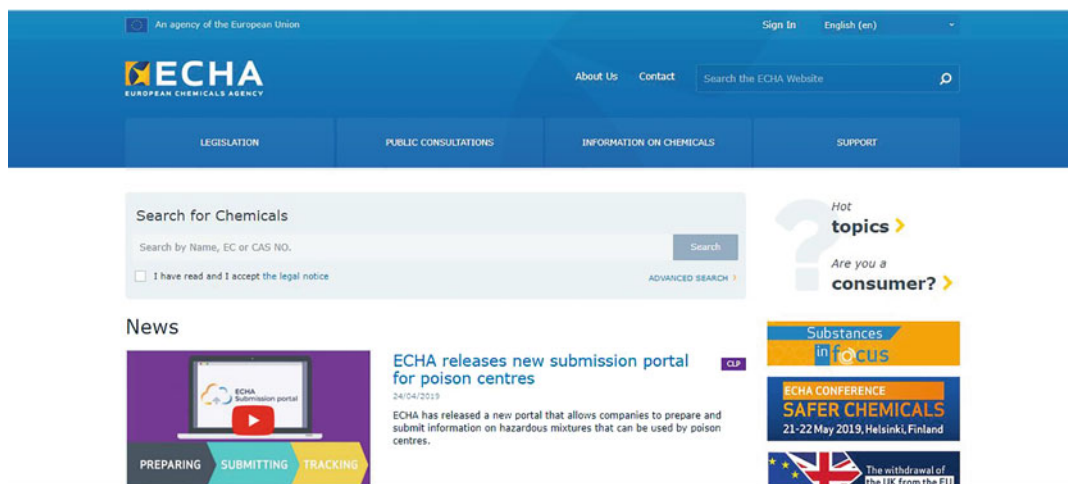 An agency of the European Union
Sign In
English (en)
ECHA
EUROPEAN CHEMICALS AGENCY
About Us
Contact
Search the ECHA Website
LEGISLATION
PUBLIC CONSULTATIONS
INFORMATION ON CHEMICALS
SUPPORT
Search for Chemicals
Search by Name, EC or CAS NO.
Search
I have read and I accept the legal notice
ADVANCED SEARCH
Hot
topics
Are you a
consumer?
News
ECHA
Submission portal
PREPARING
SUBMITTING
TRACKING
ECHA releases new submission portal
for poison centres
CLP
24/04/2019
ECHA has released a new portal that allows companies to prepare and
submit information on hazardous mixtures that can be used by poison
centres.
Substances
in focus
ECHA CONFERENCE
SAFER CHEMICALS
21-22 May 2019, Helsinki, Finland
The withdrawal of
the UK from the EU